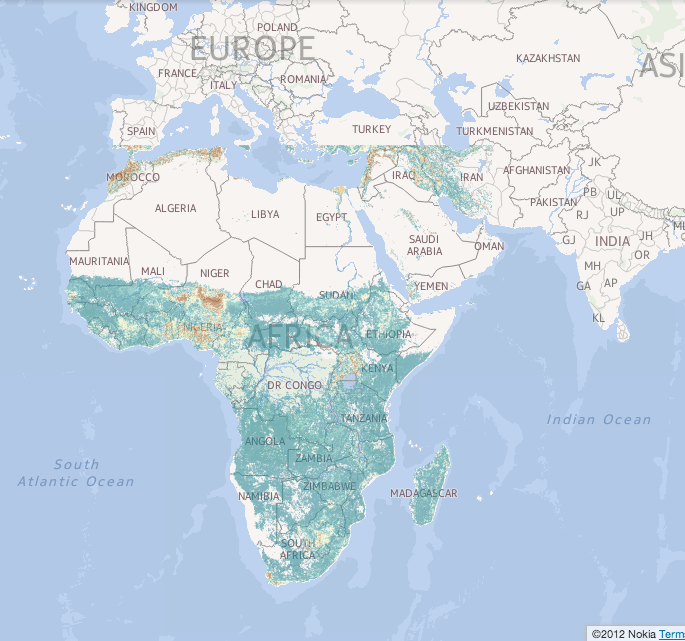 KINGDOM
POLAND
EUROPE
KAZAKHSTAN
ASI
FRANCE
ROMANIA
ITALY
UZBEKISTAN
SPAIN
TURKEY
TURKMENISTAN
MOROCCO
IRAQ
IRAN
AFGHANISTAN
JK
ALGERIA
LIBYA
EGYPT
PAKISTAN
PB
UL
RJ
UP
SAUDI
ARABIA
OMAN
GJ
INDIA
JH
OR
MAURITANIA
MALI
NIGER
CHAD
SUDAN
YEMEN
MH
GA
AP
KL
NIGERIA
AFRICA
ETHIOPIA
KENYA
DR CONGO
TANZANIA
Indian Ocean
ANGOLA
ZAMBIA
South
Atlantic Ocean
NAMIBIA
ZIMBABWE
MADAGASCAR
SOUTH
AFRICA
©2012 Nokia Term